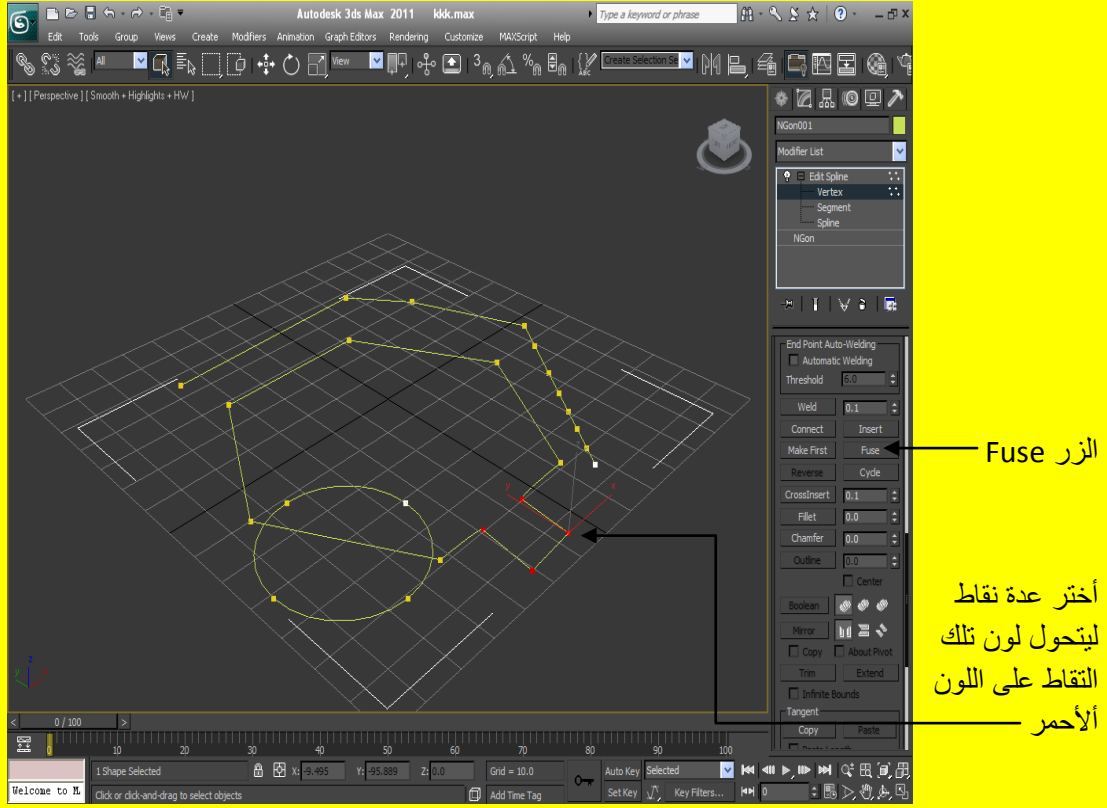 Autodesk 3ds Max 2011 kkk.max
Type a keyword or phrase
Edit Tools Group Views Create Modifiers Animation Graph Editors Rendering Customize MAXScript Help
All
View
Create Selection Se
[ + ] [ Perspective ] [ Smooth + Highlights + HW ]
NGon001
Modifier List
Edit Spline
Vertex
Segment
Spline
NGon
End Point Auto-Welding
Automatic Welding
Threshold 6.0
Weld 0.1
Connect Insert
Make First Fuse
الزر Fuse
Reverse Cycle
CrossInsert 0.1
Fillet 0.0
Chamfer 0.0
Outline 0.0
Center
Boolean
Mirror
Copy About Pivot
Trim Extend
Infinite Bounds
Tangent
Copy Paste
أختر عدة نقاط
ليتحول لون تلك
التقاط على اللون
ألأحمر
y x
z
y
< 0 / 100 >
0 10 20 30 40 50 60 70 80 90 100
1 Shape Selected X: -9.495 Y: -95.889 Z: 0.0 Grid = 10.0 Auto Key Selected
Welcome to M Click or click-and-drag to select objects Add Time Tag Set Key Key Filters... 0